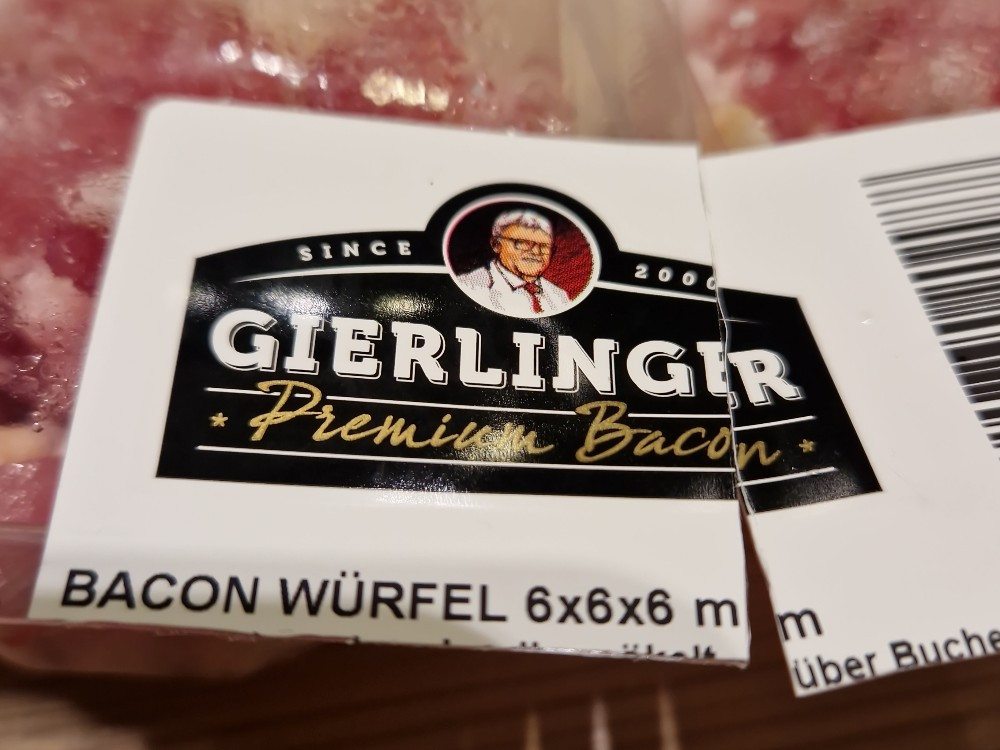 SINCE 2000
GIERLINGER
Premium Bacon
BACON WÜRFEL 6x6x6 mm
über Buche